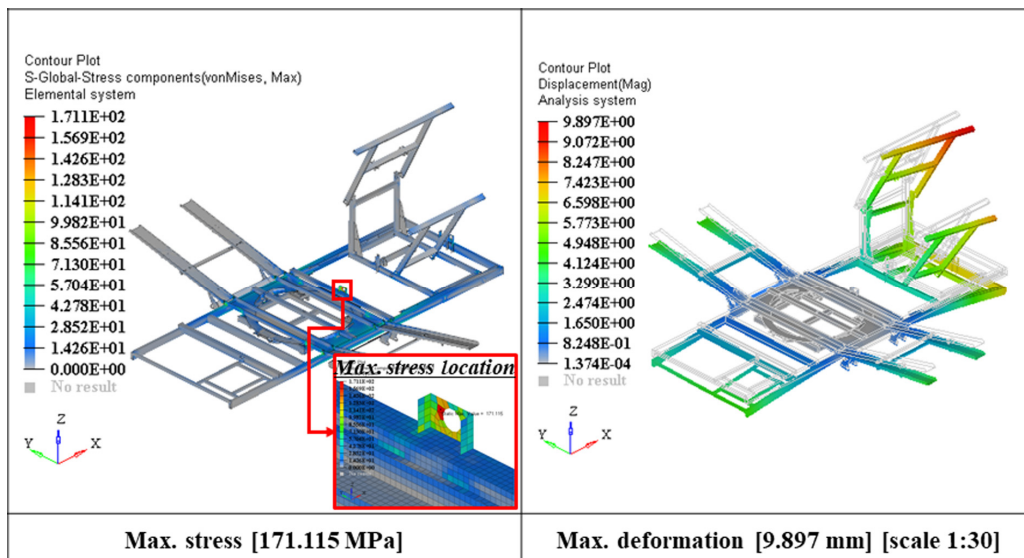 Contour Plot
S-Global-Stress components(vonMises, Max)
Elemental system
1.711E+02
1.569E+02
1.426E+02
1.283E+02
1.141E+02
9.982E+01
8.556E+01
7.130E+01
5.704E+01
4.278E+01
2.852E+01
1.426E+01
0.000E+00
No result
Z
Y
X
Max. stress location
Max. stress [171.115 MPa]
Contour Plot
Displacement(Mag)
Analysis system
9.897E+00
9.072E+00
8.247E+00
7.423E+00
6.598E+00
5.773E+00
4.948E+00
4.124E+00
3.299E+00
2.474E+00
1.650E+00
8.248E-01
1.374E-04
No result
Z
Y
X
Max. deformation [9.897 mm] [scale 1:30]